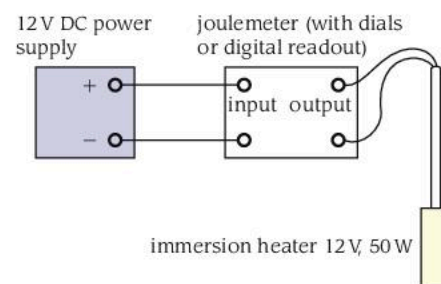 12 V DC power
supply
joulemeter (with dials
or digital readout)
+
input output
–
immersion heater 12 V, 50 W